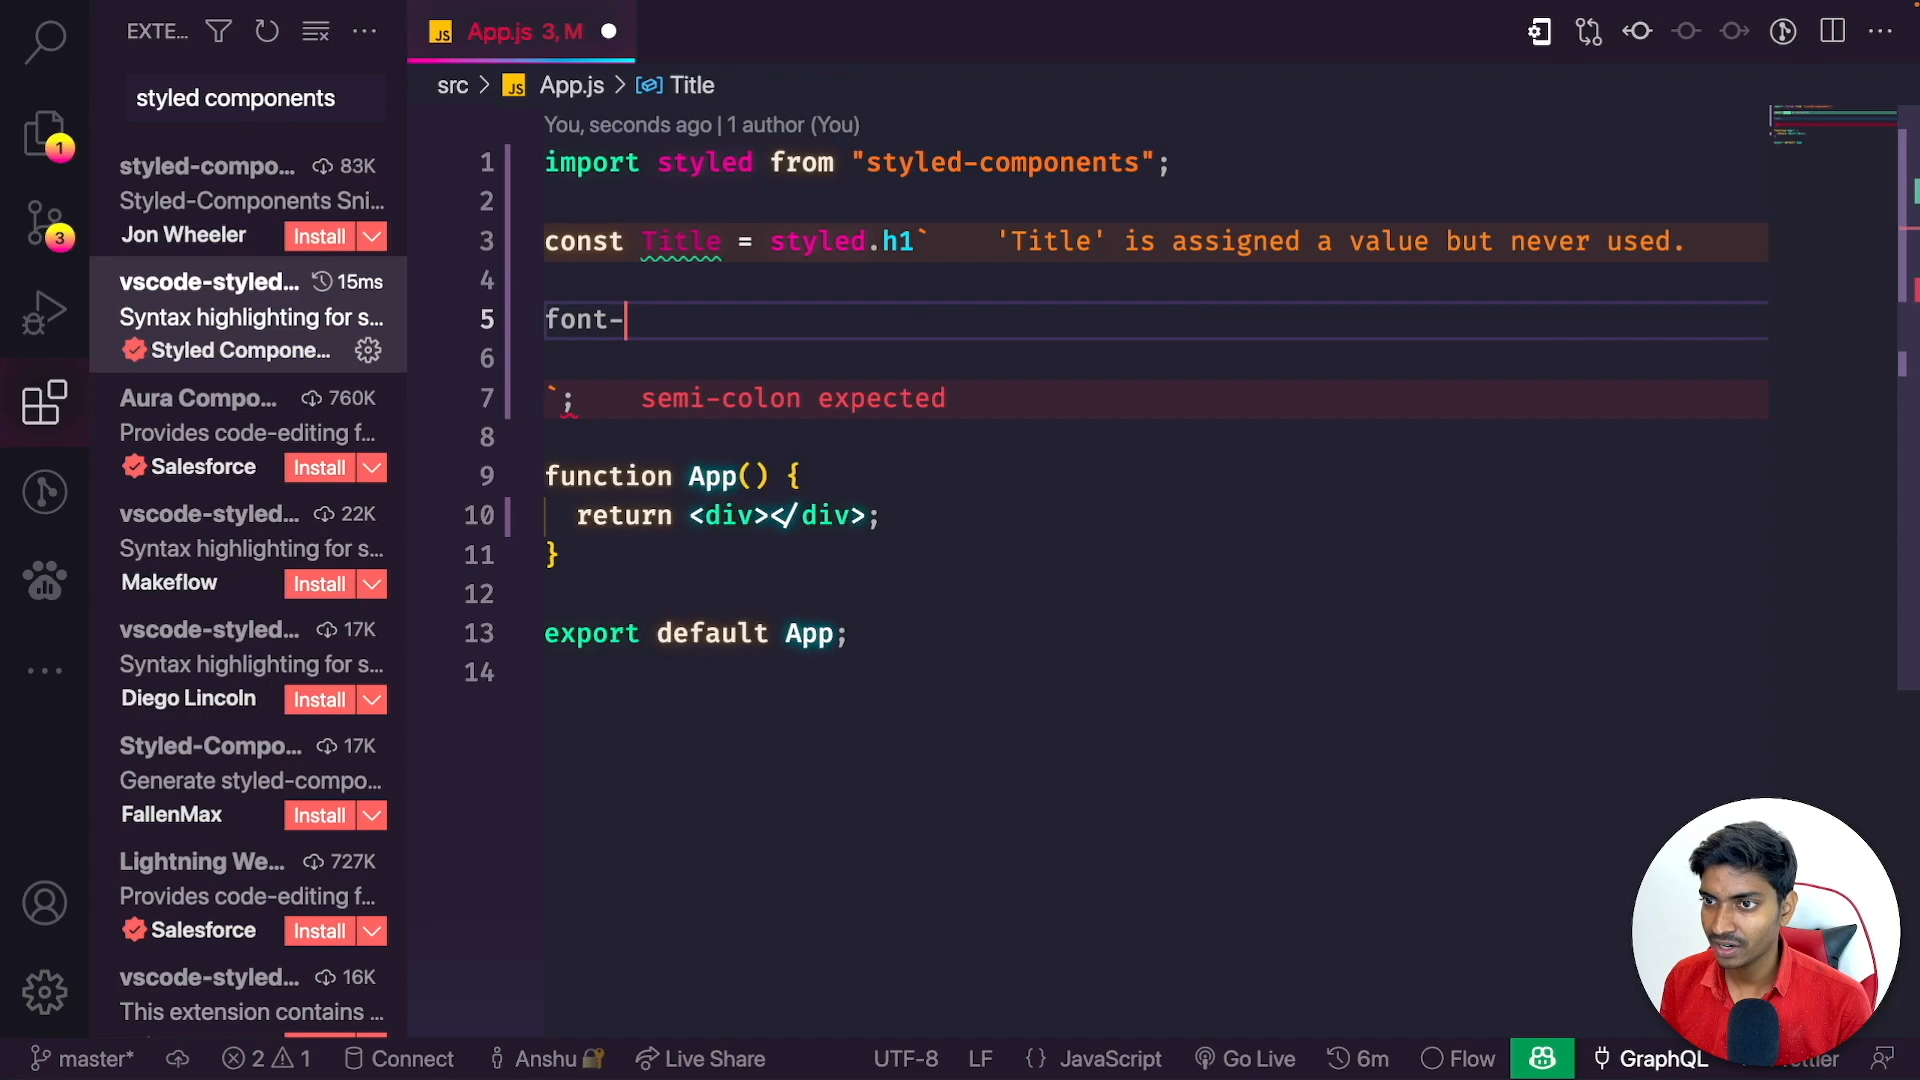 EXTE...
styled components
styled-compo... 83K
Styled-Components Sni...
Jon Wheeler Install
vscode-styled... 15ms
Syntax highlighting for s...
Styled Compone...
Aura Compo... 760K
Provides code-editing f...
Salesforce Install
vscode-styled... 22K
Syntax highlighting for s...
Makeflow Install
vscode-styled... 17K
Syntax highlighting for s...
Diego Lincoln Install
Styled-Compo... 17K
Generate styled-compo...
FallenMax Install
Lightning We... 727K
Provides code-editing f...
Salesforce Install
vscode-styled... 16K
This extension contains ...
1
3
JS App.js 3, M
src > JS App.js > Title
You, seconds ago | 1 author (You)
1 import styled from "styled-components";
2
3 const Title = styled.h1` 'Title' is assigned a value but never used.
4
5 font-
6
7 `; semi-colon expected
8
9 function App() {
10 return <div></div>;
11 }
12
13 export default App;
14
master* 2 1 Connect Anshu Live Share UTF-8 LF {} JavaScript Go Live 6m Flow GraphQL